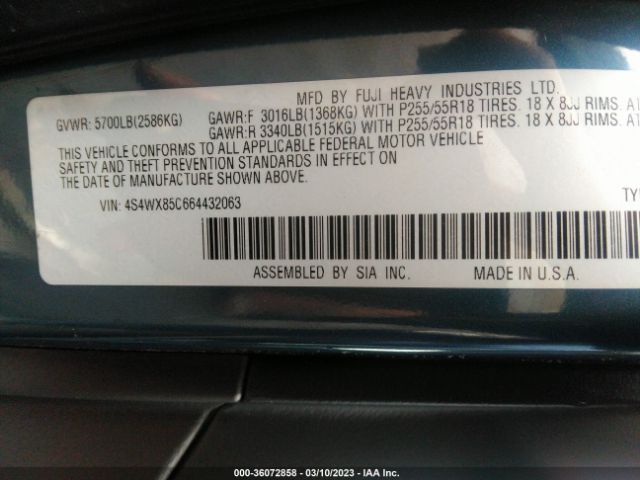 MFD BY FUJI HEAVY INDUSTRIES LTD.
GVWR: 5700LB(2586KG) GAWR:F 3016LB(1368KG) WITH P255/55R18 TIRES. 18 X 8JJ RIMS. AT
GAWR:R 3340LB(1515KG) WITH P255/55R18 TIRES. 18 X 8JJ RIMS. AT
THIS VEHICLE CONFORMS TO ALL APPLICABLE FEDERAL MOTOR VEHICLE
SAFETY AND THEFT PREVENTION STANDARDS IN EFFECT ON
THE DATE OF MANUFACTURE SHOWN ABOVE.
VIN: 4S4WX85C664432063
TYP
ASSEMBLED BY SIA INC. MADE IN U.S.A.
000-36072858 - 03/10/2023 - IAA Inc.